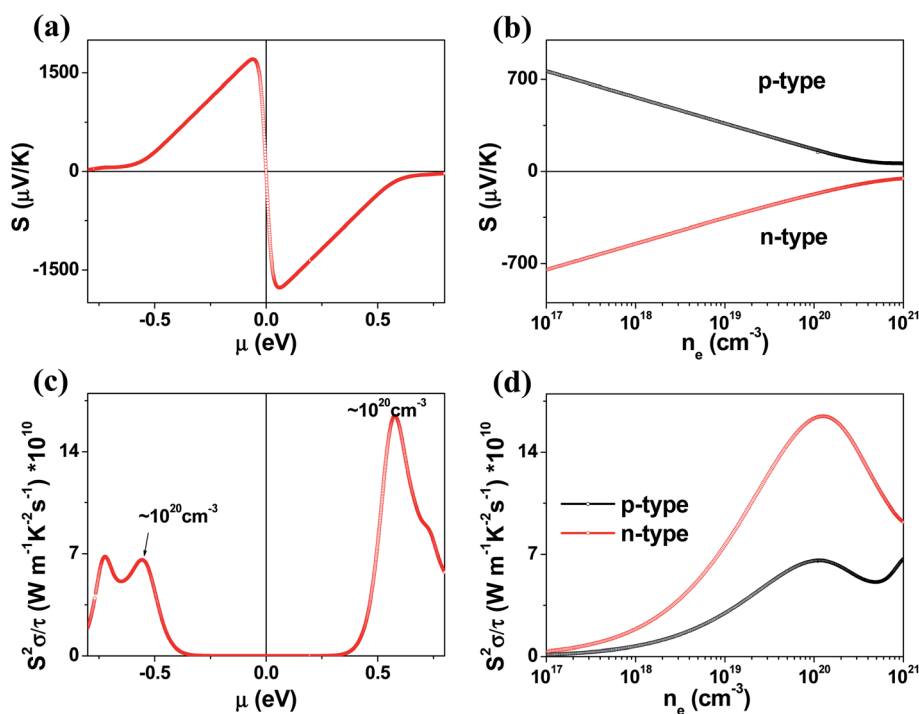 (a)
S (μV/K)
1500
0
-1500
-0.5
0.0
0.5
μ (eV)
(b)
S (μV/K)
700
0
-700
p-type
n-type
10^17
10^18
10^19
10^20
10^21
n_e (cm^-3)
(c)
S^2σ/τ (W m^-1K^-2s^-1) *10^10
14
7
0
~10^20cm^-3
~10^20cm^-3
-0.5
0.0
0.5
μ (eV)
(d)
S^2σ/τ (W m^-1K^-2s^-1) *10^10
14
7
0
p-type
n-type
10^17
10^18
10^19
10^20
10^21
n_e (cm^-3)